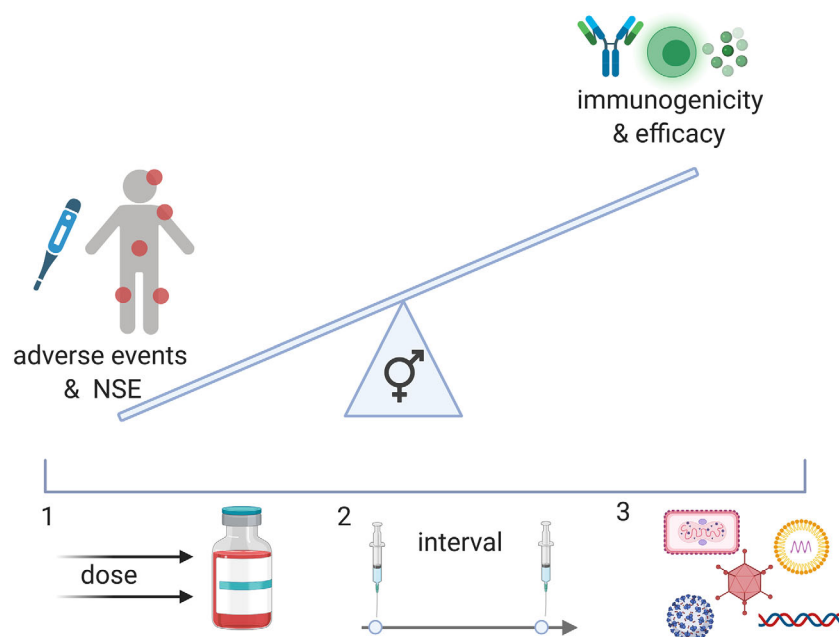 immunogenicity
& efficacy
adverse events
& NSE
1
dose
2
interval
3